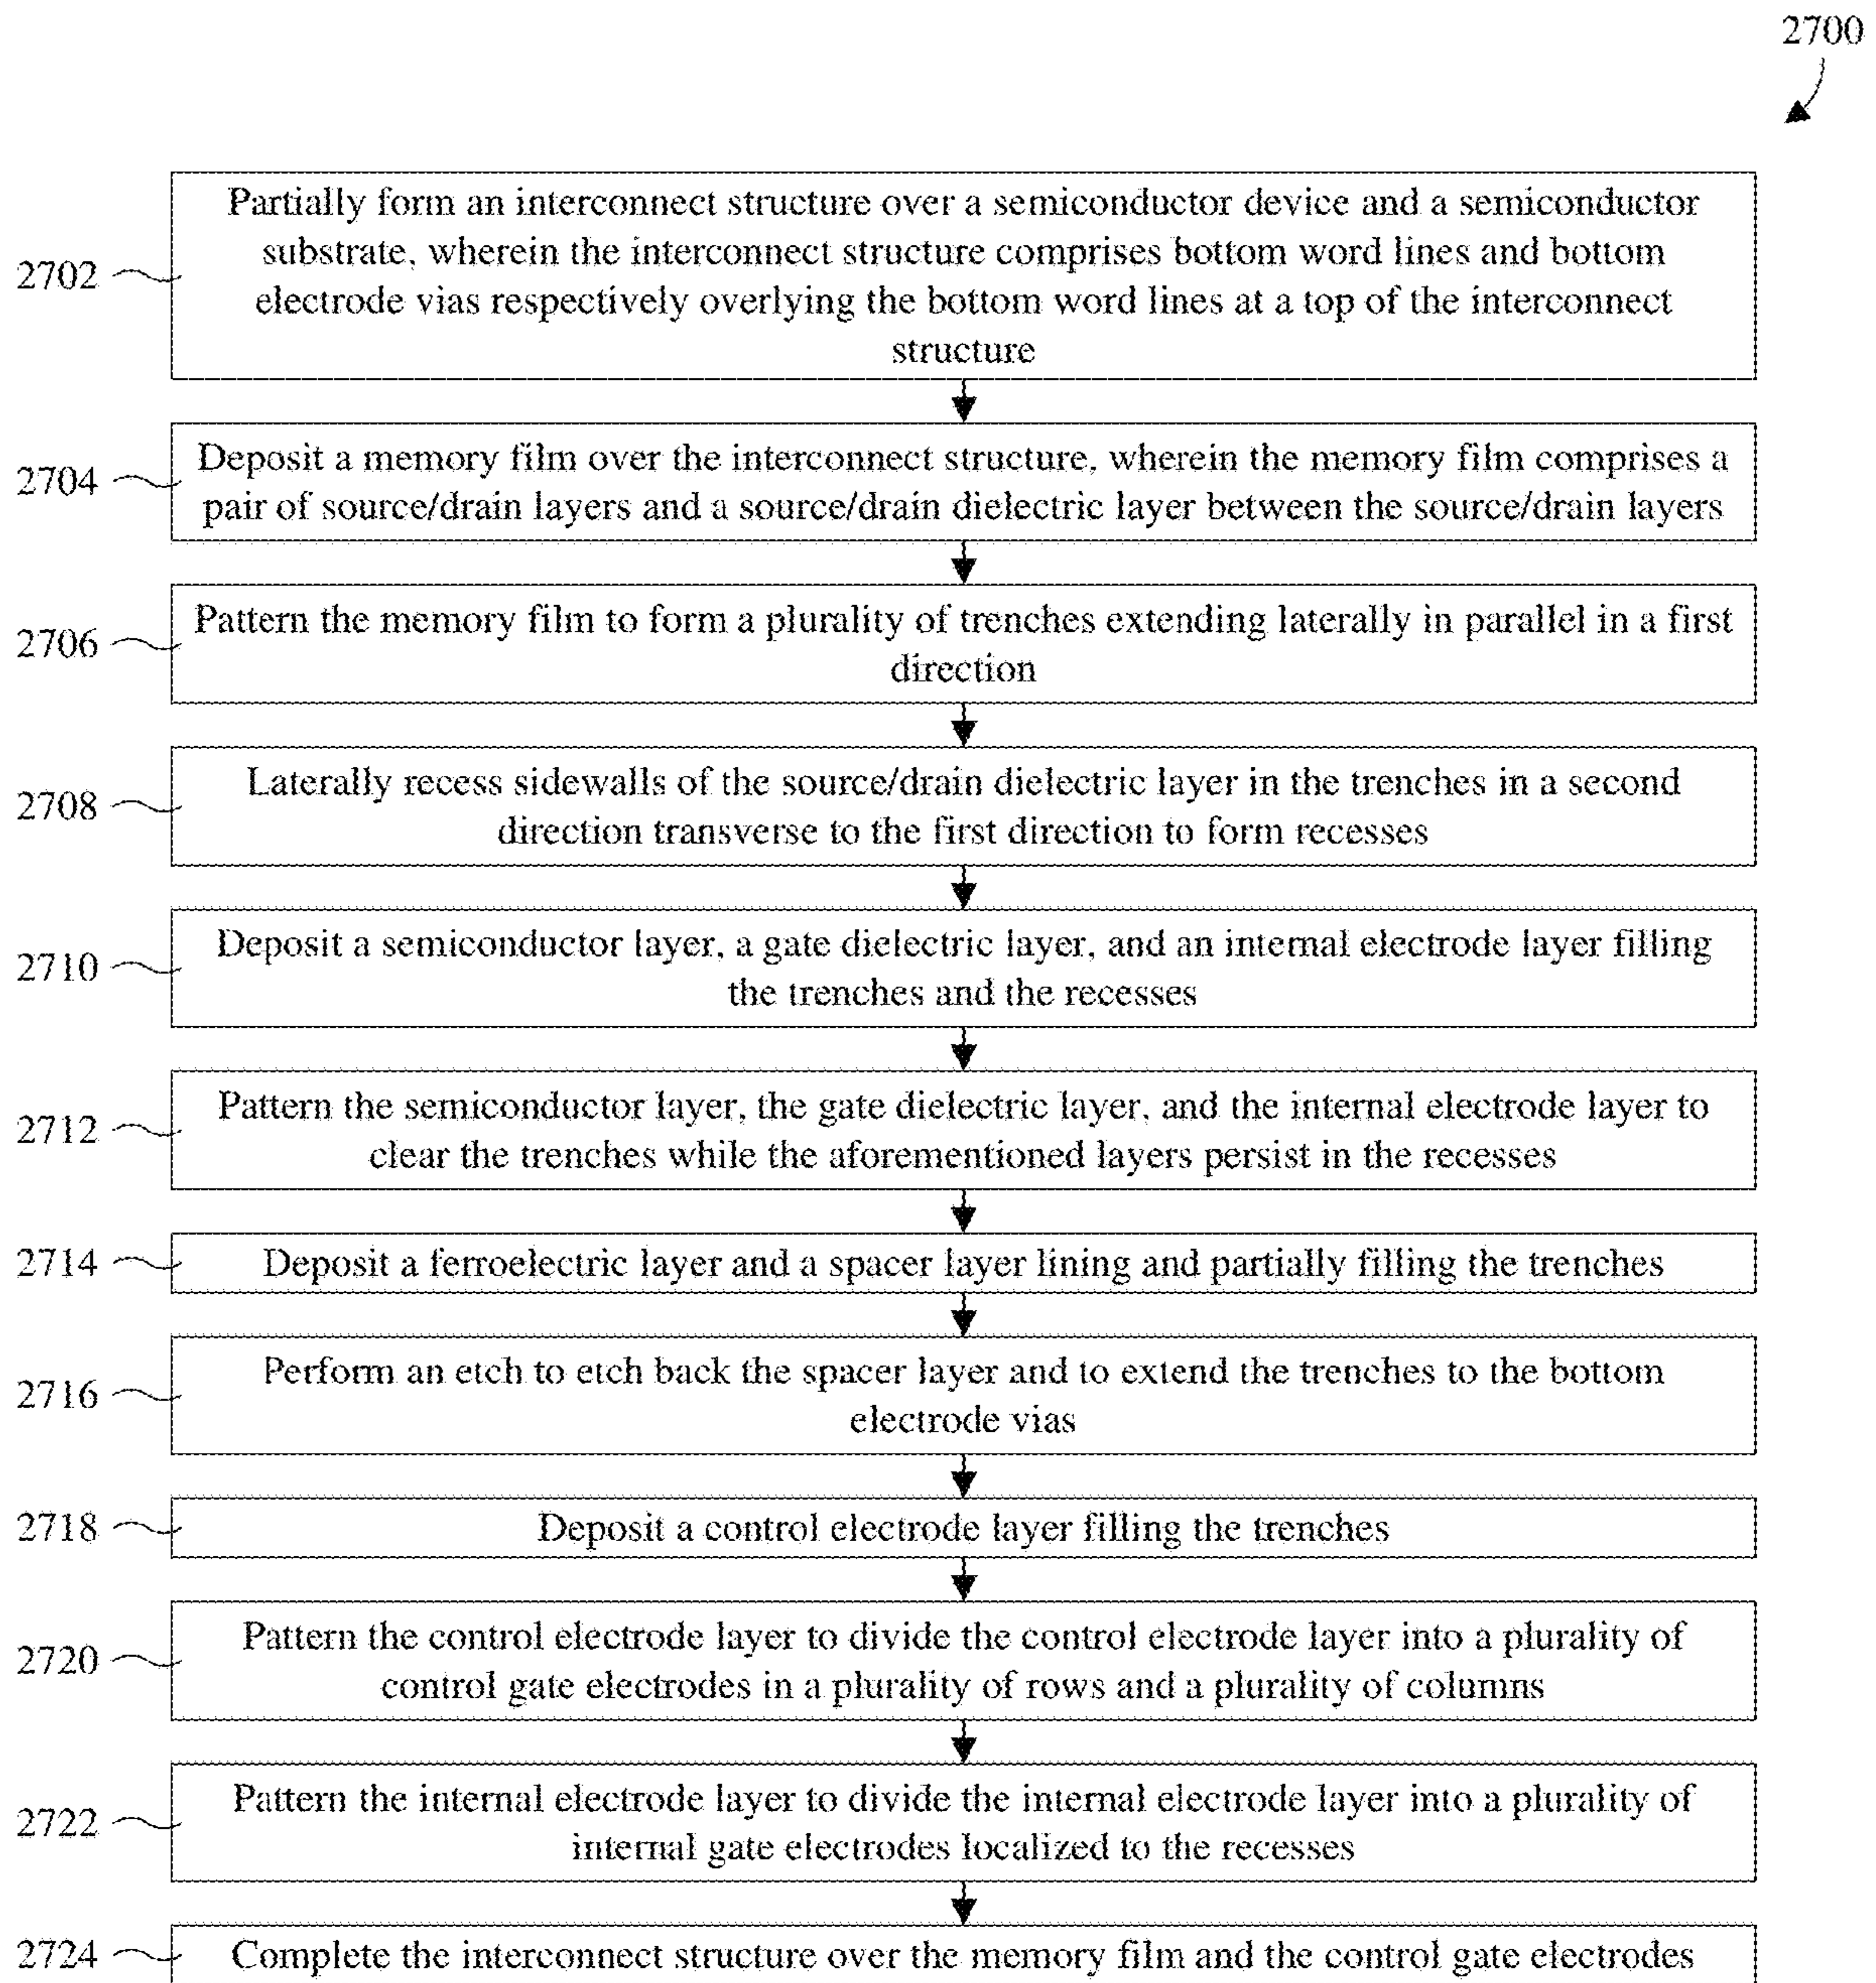 2700
2702
Partially form an interconnect structure over a semiconductor device and a semiconductor
substrate, wherein the interconnect structure comprises bottom word lines and bottom
electrode vias respectively overlying the bottom word lines at a top of the interconnect
structure
2704
Deposit a memory film over the interconnect structure, wherein the memory film comprises a
pair of source/drain layers and a source/drain dielectric layer between the source/drain layers
2706
Pattern the memory film to form a plurality of trenches extending laterally in parallel in a first
direction
2708
Laterally recess sidewalls of the source/drain dielectric layer in the trenches in a second
direction transverse to the first direction to form recesses
2710
Deposit a semiconductor layer, a gate dielectric layer, and an internal electrode layer filling
the trenches and the recesses
2712
Pattern the semiconductor layer, the gate dielectric layer, and the internal electrode layer to
clear the trenches while the aforementioned layers persist in the recesses
2714
Deposit a ferroelectric layer and a spacer layer lining and partially filling the trenches
2716
Perform an etch to etch back the spacer layer and to extend the trenches to the bottom
electrode vias
2718
Deposit a control electrode layer filling the trenches
2720
Pattern the control electrode layer to divide the control electrode layer into a plurality of
control gate electrodes in a plurality of rows and a plurality of columns
2722
Pattern the internal electrode layer to divide the internal electrode layer into a plurality of
internal gate electrodes localized to the recesses
2724
Complete the interconnect structure over the memory film and the control gate electrodes